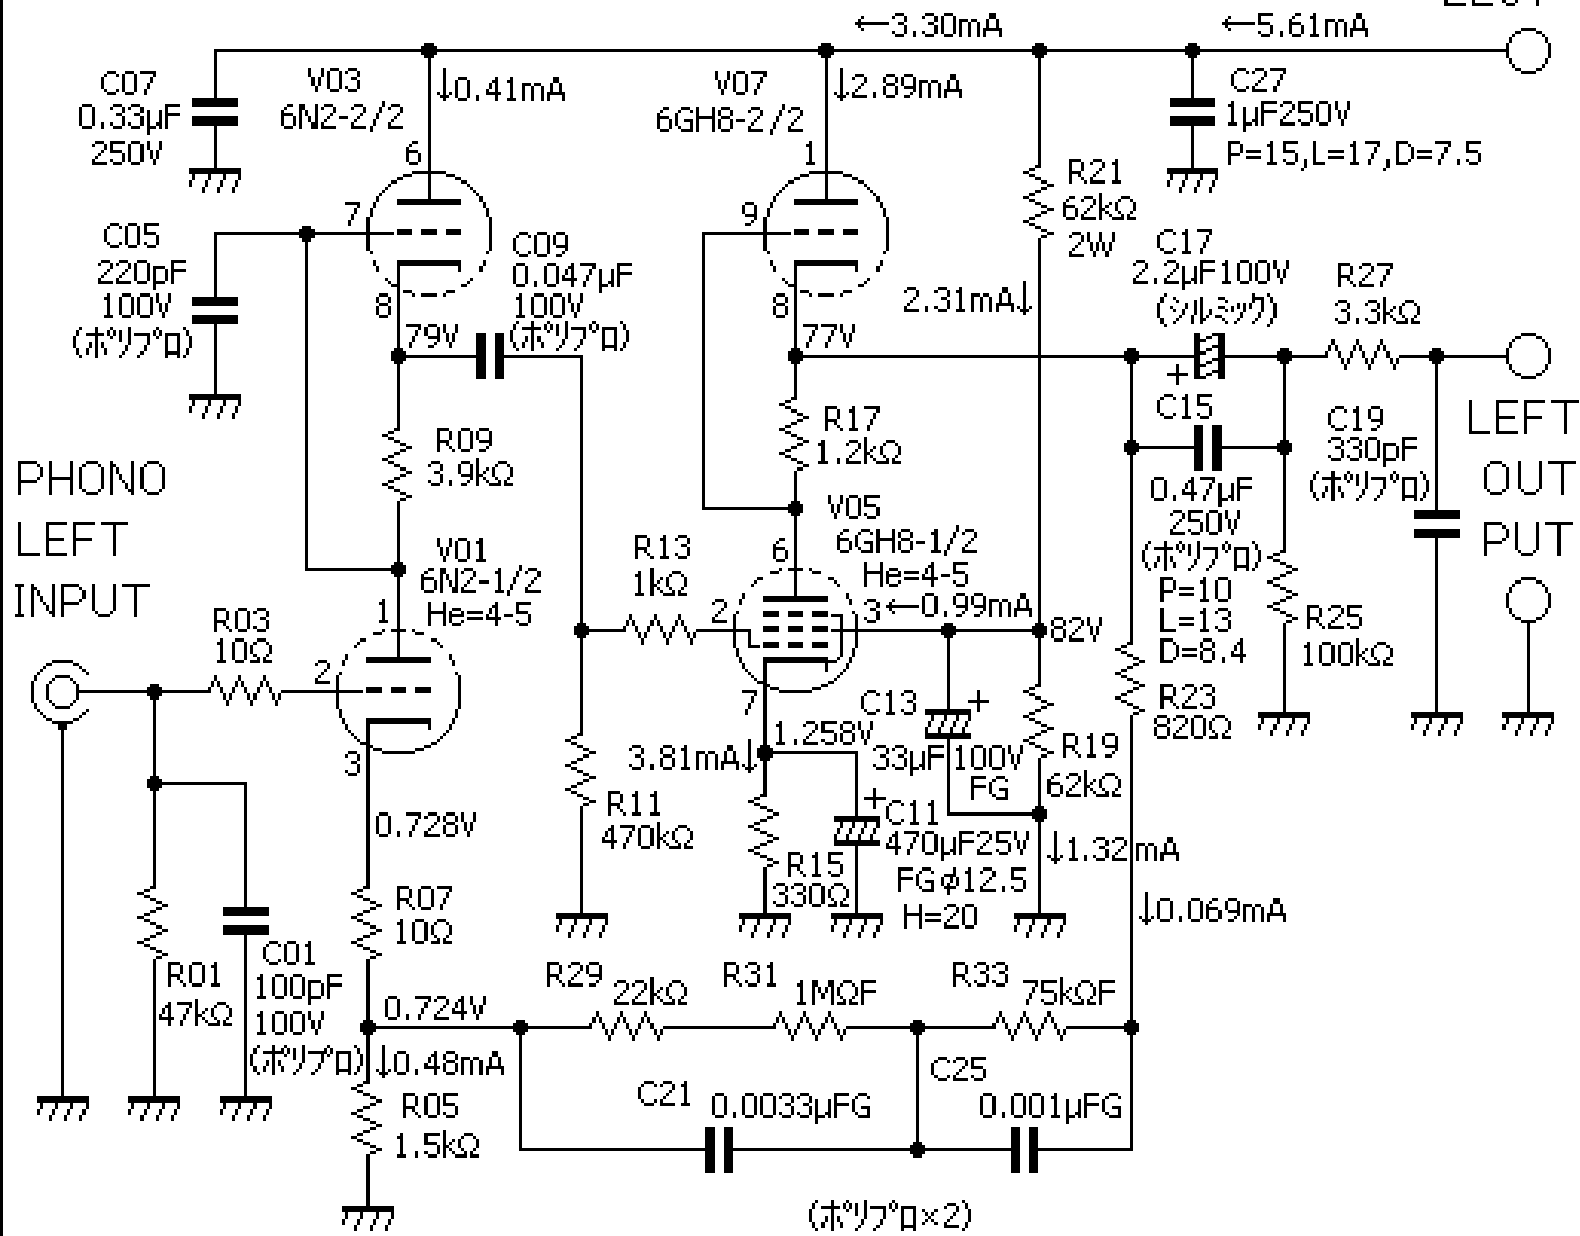 ←3.30mA
←5.61mA
C07
0.33μF
250V
V03
6N2-2/2
↓0.41mA
V07
6GH8-2/2
↓2.89mA
C27
1μF250V
P=15,L=17,D=7.5
6
1
R21
62kΩ
2W
7
9
C05
220pF
100V
(ポリプロ)
C09
0.047μF
100V
(ポリプロ)
C17
2.2μF100V
(シルミック)
R27
3.3kΩ
8
8
79V
77V
2.31mA↓
+
R09
3.9kΩ
R17
1.2kΩ
C15
0.47μF
250V
(ポリプロ)
P=10
L=13
D=8.4
C19
330pF
(ポリプロ)
LEFT
OUT
PUT
PHONO
LEFT
INPUT
V01
6N2-1/2
He=4-5
1
R13
1kΩ
V05
6GH8-1/2
He=4-5
6
2
3←0.99mA
82V
R03
10Ω
2
3
R25
100kΩ
R23
820Ω
7
C13
+
33μF100V
FG
1.258V
3.81mA↓
R19
62kΩ
R11
470kΩ
R15
330Ω
+
C11
470μF25V
FGφ12.5
H=20
↓1.32mA
↓0.069mA
0.728V
R07
10Ω
R01
47kΩ
C01
100pF
100V
(ポリプロ)
0.724V
↓0.48mA
R05
1.5kΩ
R29
22kΩ
R31
1MΩF
R33
75kΩF
C21
0.0033μFG
C25
0.001μFG
(ポリプロ×2)